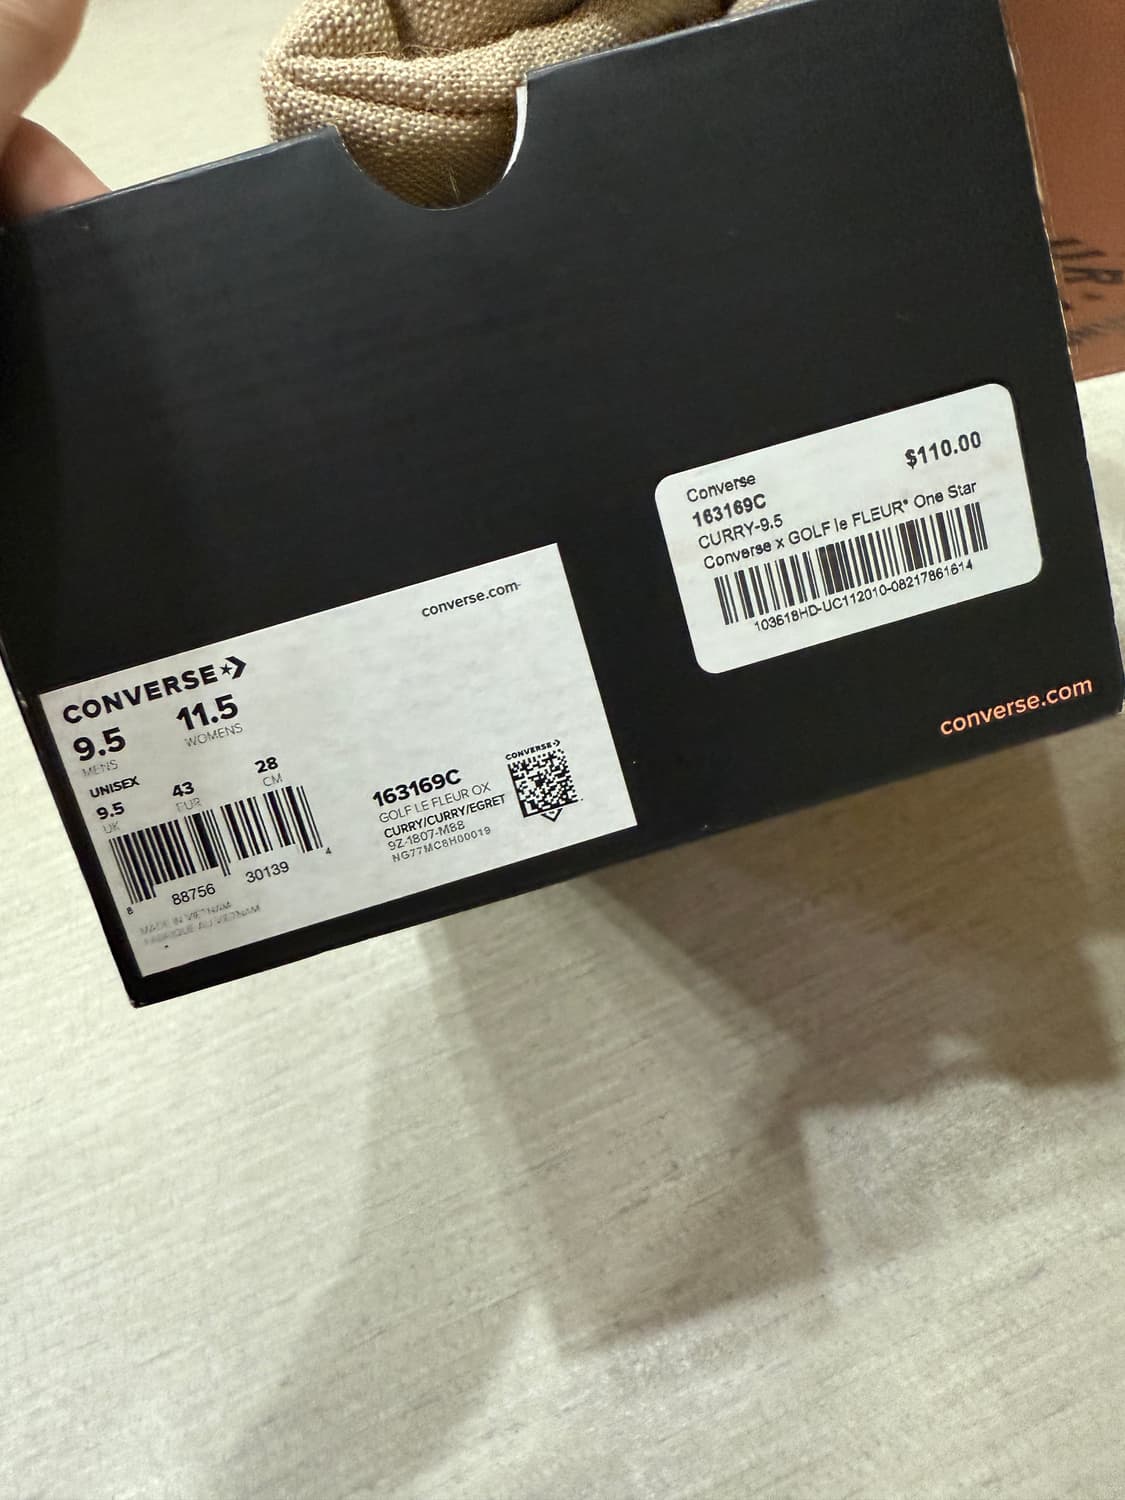 $110.00
Converse
163169C
CURRY-9.5
Converse x GOLF le FLEUR* One Star
103618HD-UC112010-08217861614
converse.com
converse.com
CONVERSE
9.5 11.5
MENS WOMENS
UNISEX
9.5 43 28
UK EUR CM
8 88756 30139 4
MADE IN VIETNAM
FABRIQUE AU VIETNAM
163169C
GOLF LE FLEUR OX
CURRY/CURRY/EGRET
9Z-1807-M88
NG77MC8H00019
CONVERSE